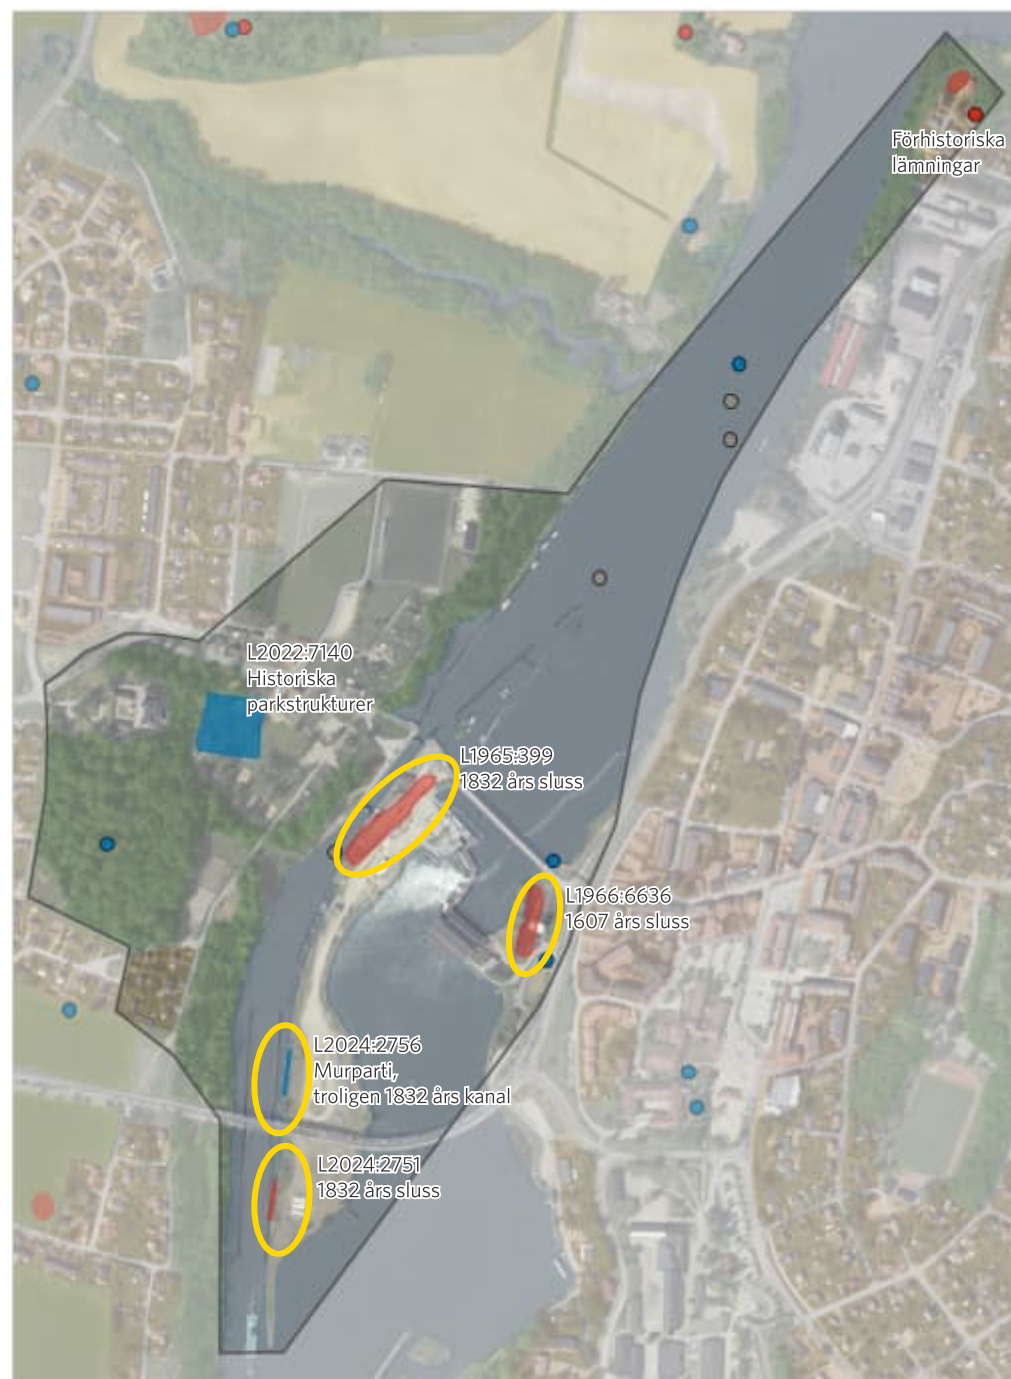 Förhistoriska
lämningar
L2022:7140
Historiska
parkstrukturer
L1965:399
1832 års sluss
L1966:6636
1607 års sluss
L2024:2756
Murparti,
troligen 1832 års kanal
L2024:2751
1832 års sluss